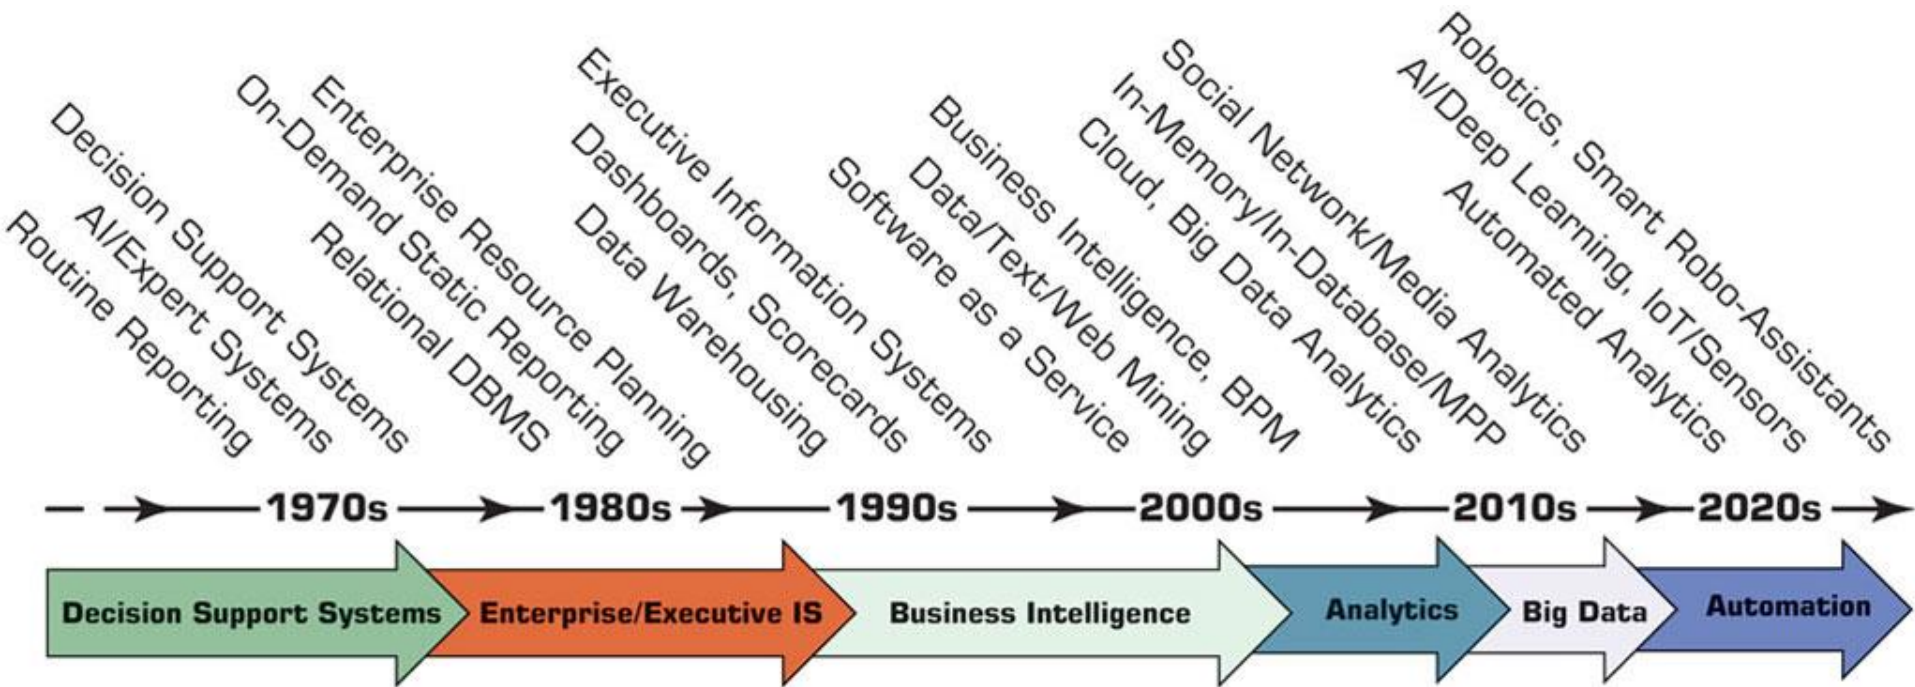 Routine Reporting
AI/Expert Systems
Decision Support Systems
Relational DBMS
On-Demand Static Reporting
Enterprise Resource Planning
Data Warehousing
Dashboards, Scorecards
Executive Information Systems
Software as a Service
Data/Text/Web Mining
Business Intelligence, BPM
Cloud, Big Data Analytics
In-Memory/In-Database/MPP
Social Network/Media Analytics
Automated Analytics
AI/Deep Learning, IoT/Sensors
Robotics, Smart Robo-Assistants
1970s 1980s 1990s 2000s 2010s 2020s
Decision Support Systems Enterprise/Executive IS Business Intelligence Analytics Big Data Automation